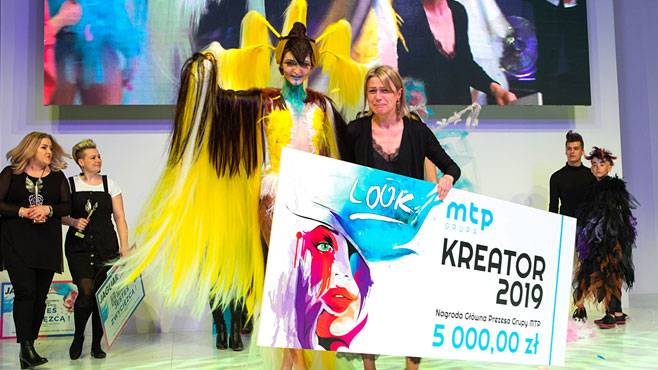 LOOK
mtp
GRUPA
KREATOR
2019
Nagroda Główna Prezesa Grupy MTP
5 000,00 zł